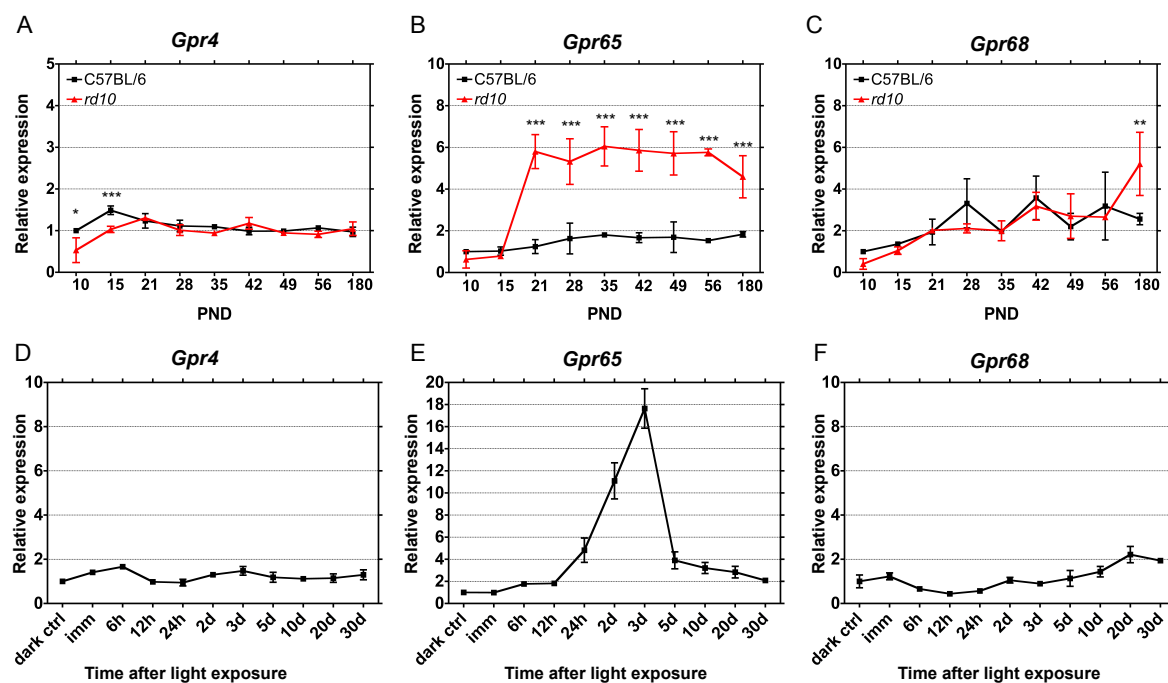 A
Gpr4
5
4
3
2
1
0
Relative expression
C57BL/6
rd10
*
***
10 15 21 28 35 42 49 56 180
PND
B
Gpr65
10
8
6
4
2
0
Relative expression
C57BL/6
rd10
*** *** *** *** *** *** ***
10 15 21 28 35 42 49 56 180
PND
C
Gpr68
10
8
6
4
2
0
Relative expression
C57BL/6
rd10
**
10 15 21 28 35 42 49 56 180
PND
D
Gpr4
10
8
6
4
2
0
Relative expression
dark ctrl imm 6h 12h 24h 2d 3d 5d 10d 20d 30d
Time after light exposure
E
Gpr65
20
18
16
14
12
10
8
6
4
2
0
Relative expression
dark ctrl imm 6h 12h 24h 2d 3d 5d 10d 20d 30d
Time after light exposure
F
Gpr68
10
8
6
4
2
0
Relative expression
dark ctrl imm 6h 12h 24h 2d 3d 5d 10d 20d 30d
Time after light exposure